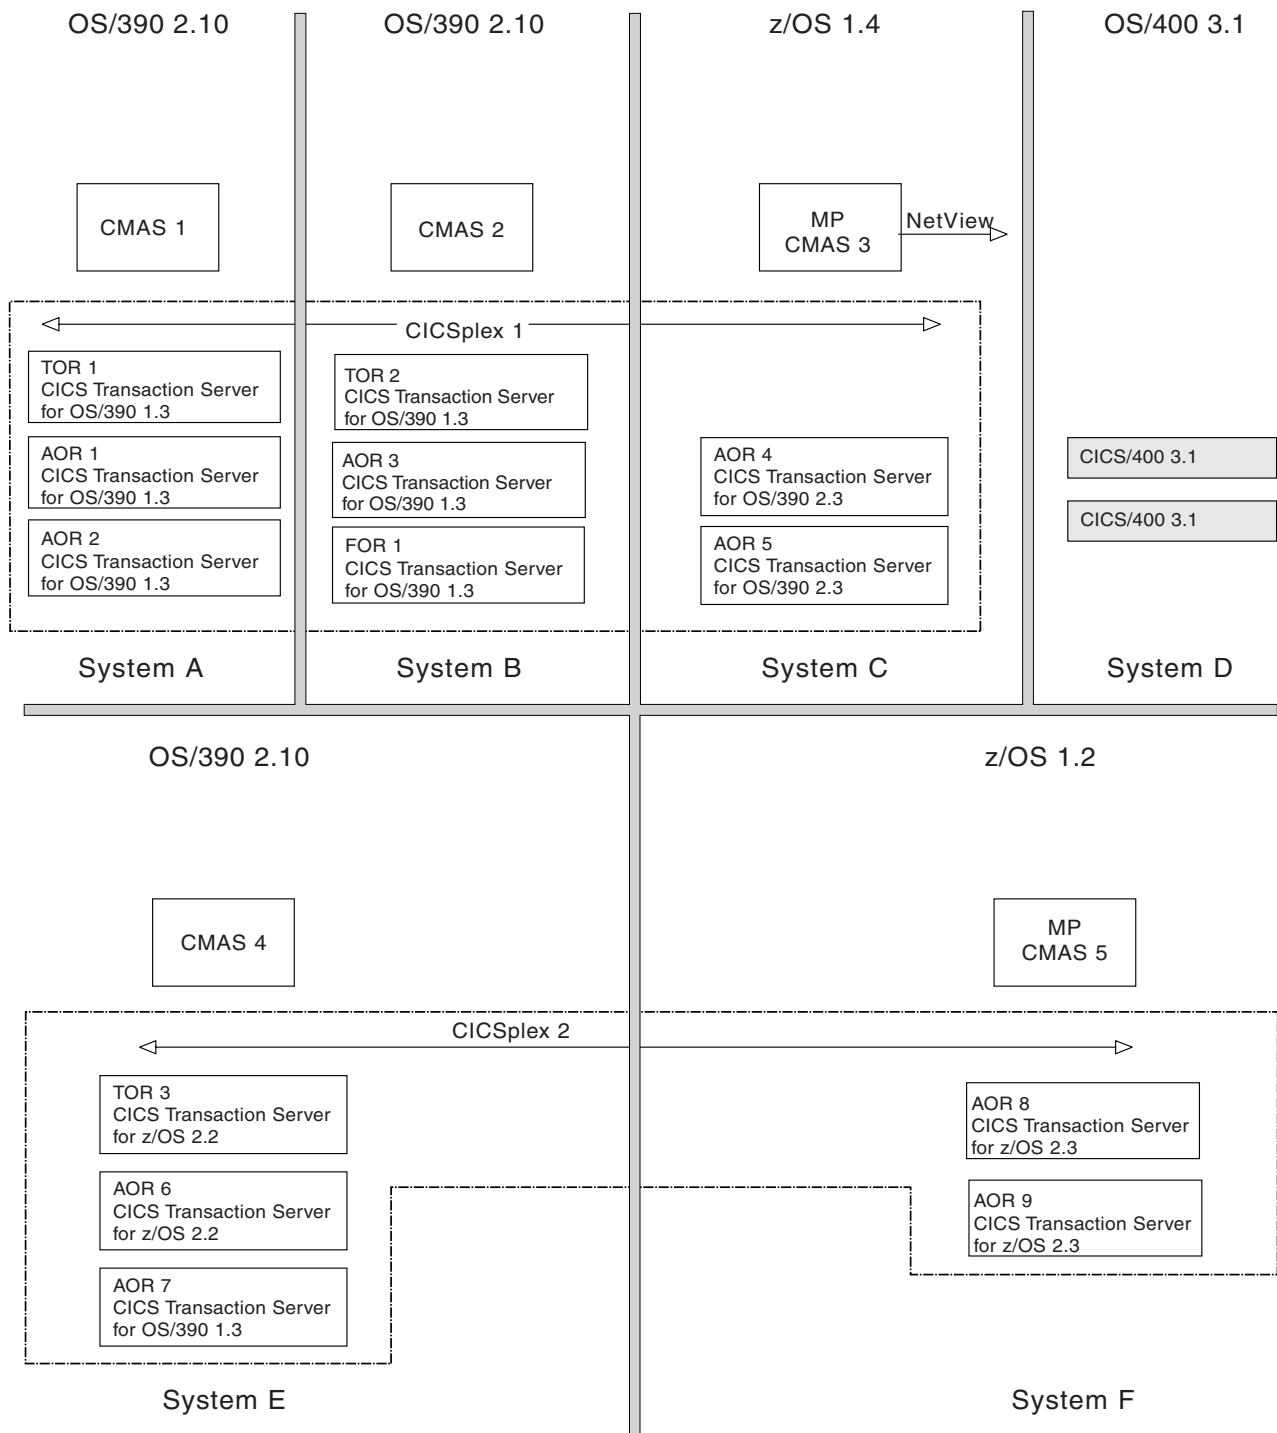 OS/390 2.10
OS/390 2.10
z/OS 1.4
OS/400 3.1
CMAS 1
CMAS 2
MP
CMAS 3
NetView
CICSplex 1
TOR 1
CICS Transaction Server
for OS/390 1.3
AOR 1
CICS Transaction Server
for OS/390 1.3
AOR 2
CICS Transaction Server
for OS/390 1.3
TOR 2
CICS Transaction Server
for OS/390 1.3
AOR 3
CICS Transaction Server
for OS/390 1.3
FOR 1
CICS Transaction Server
for OS/390 1.3
AOR 4
CICS Transaction Server
for OS/390 2.3
AOR 5
CICS Transaction Server
for OS/390 2.3
CICS/400 3.1
CICS/400 3.1
System A
System B
System C
System D
OS/390 2.10
z/OS 1.2
CMAS 4
MP
CMAS 5
CICSplex 2
TOR 3
CICS Transaction Server
for z/OS 2.2
AOR 6
CICS Transaction Server
for z/OS 2.2
AOR 7
CICS Transaction Server
for OS/390 1.3
AOR 8
CICS Transaction Server
for z/OS 2.3
AOR 9
CICS Transaction Server
for z/OS 2.3
System E
System F